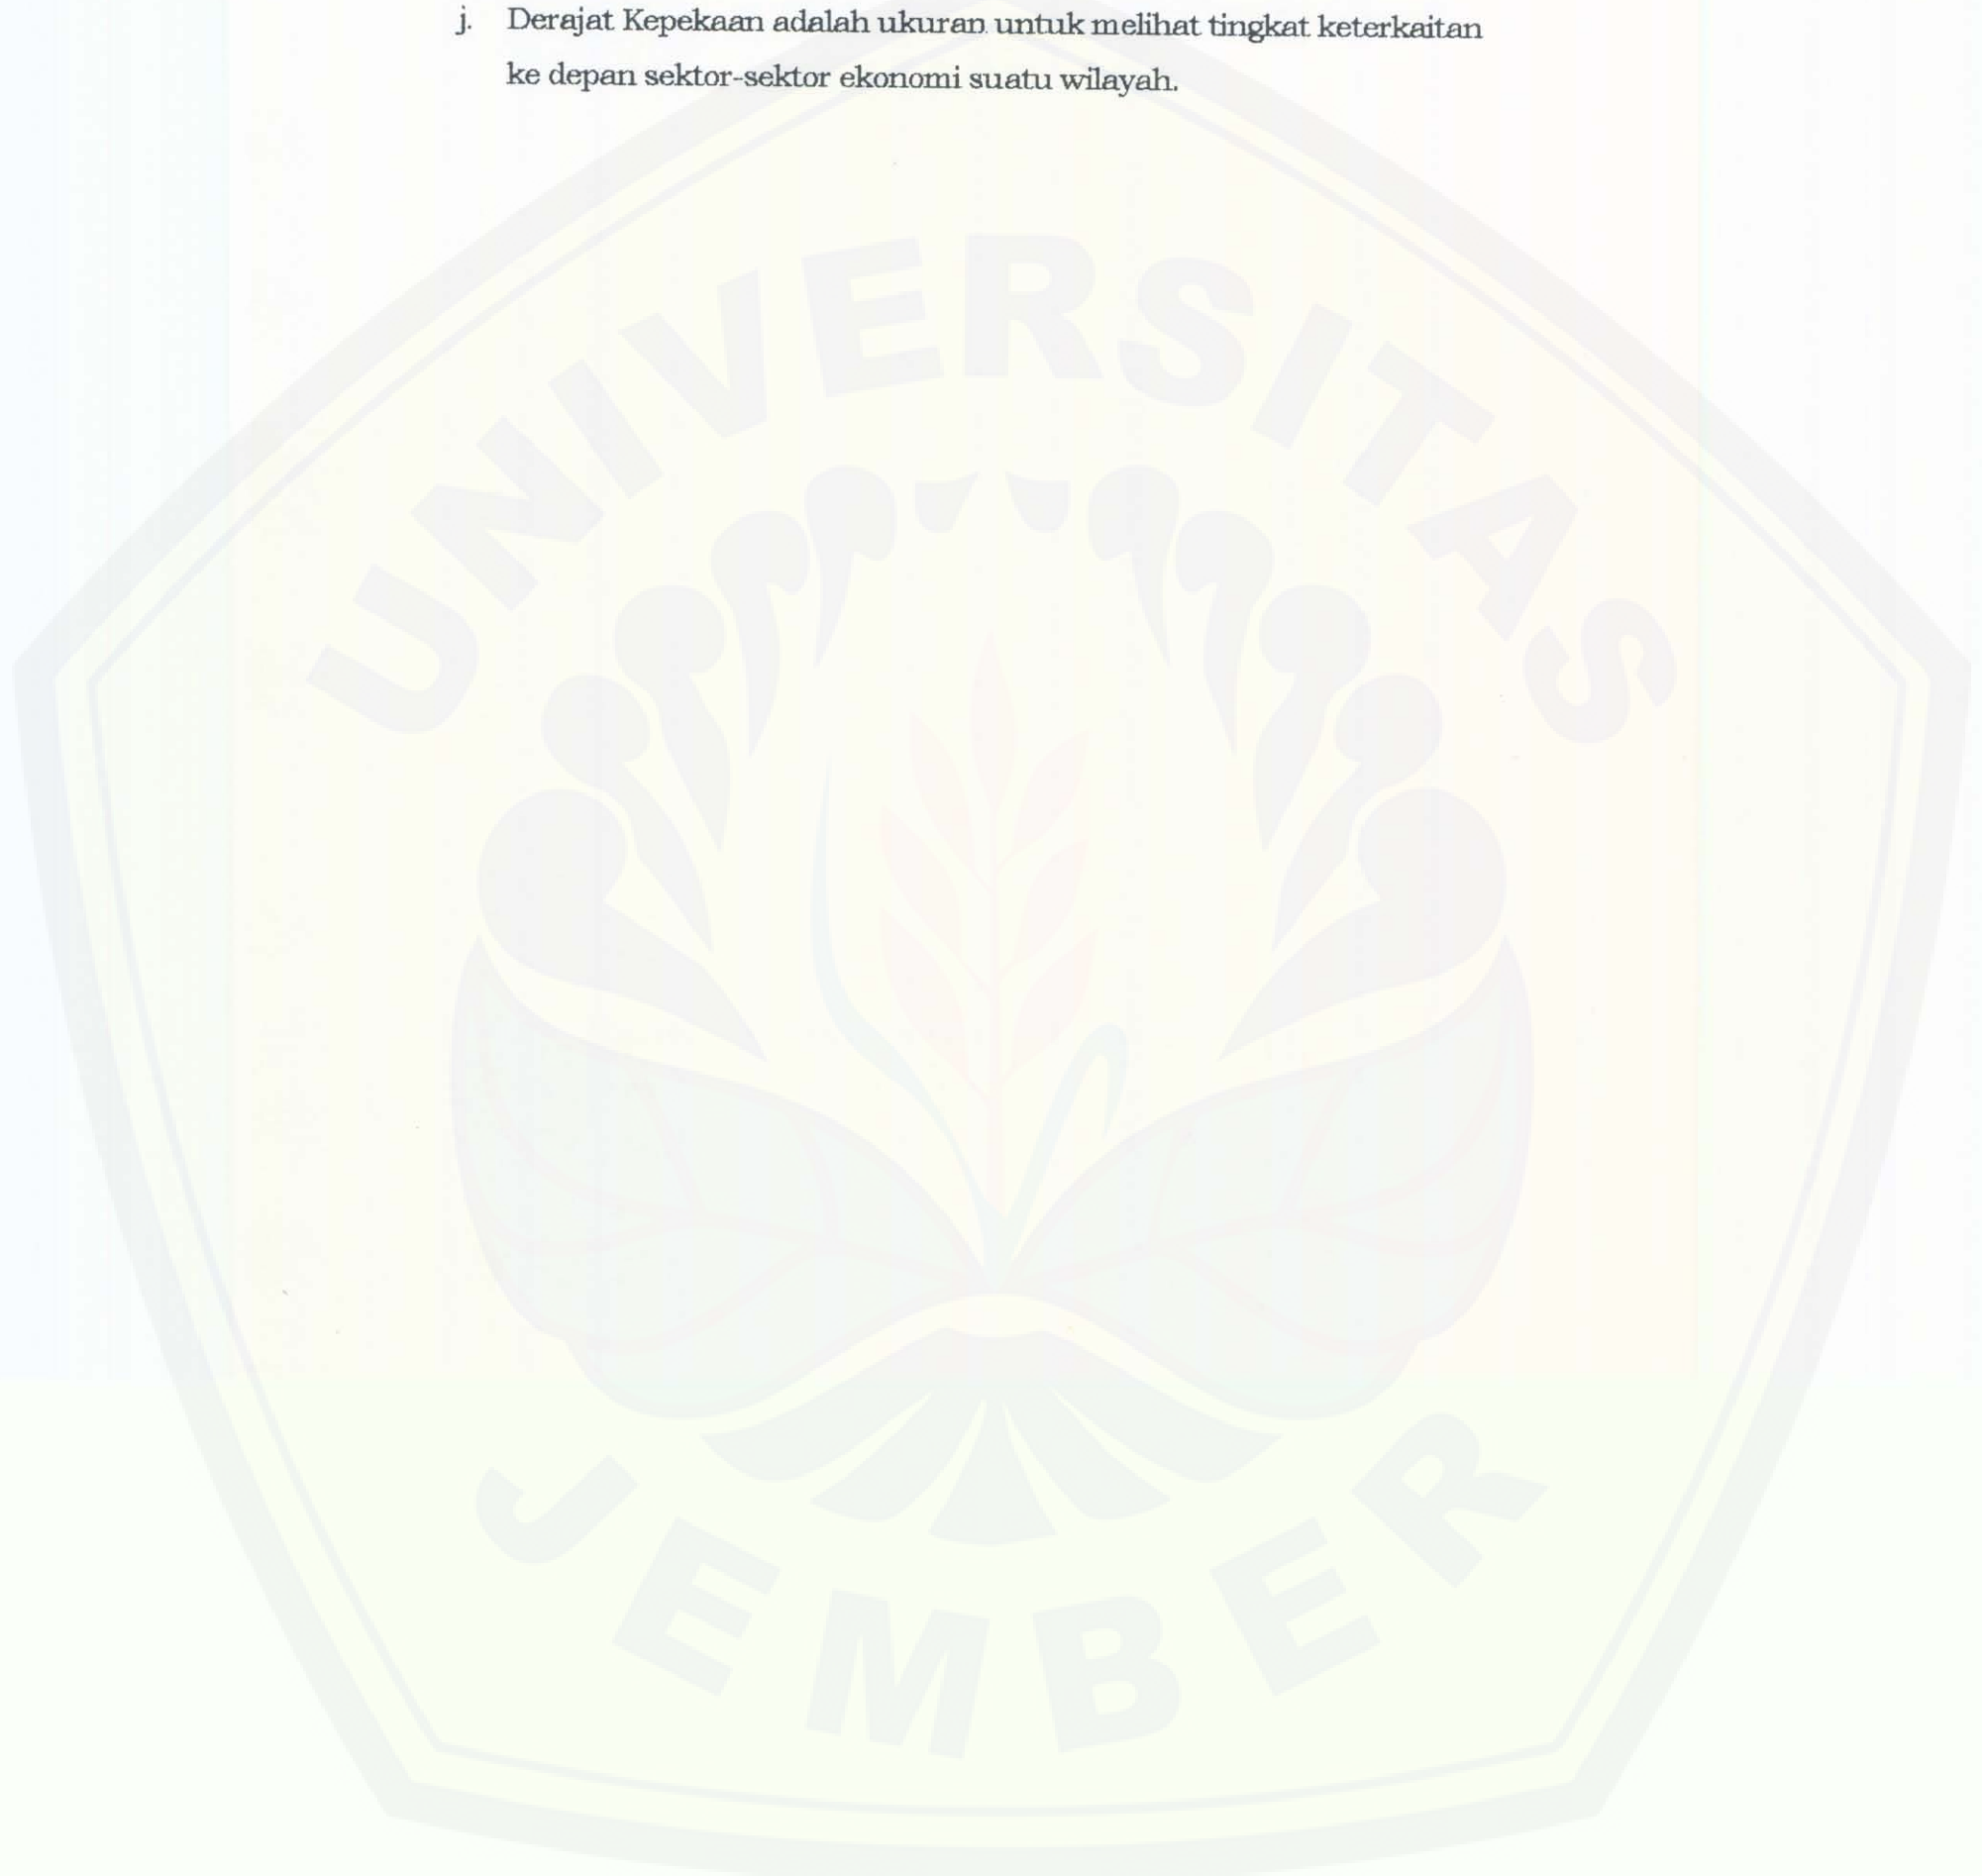 j. Derajat Kepekaan adalah ukuran untuk melihat tingkat keterkaitan
ke depan sektor-sektor ekonomi suatu wilayah.
UNIVERSITAS
JEMBER